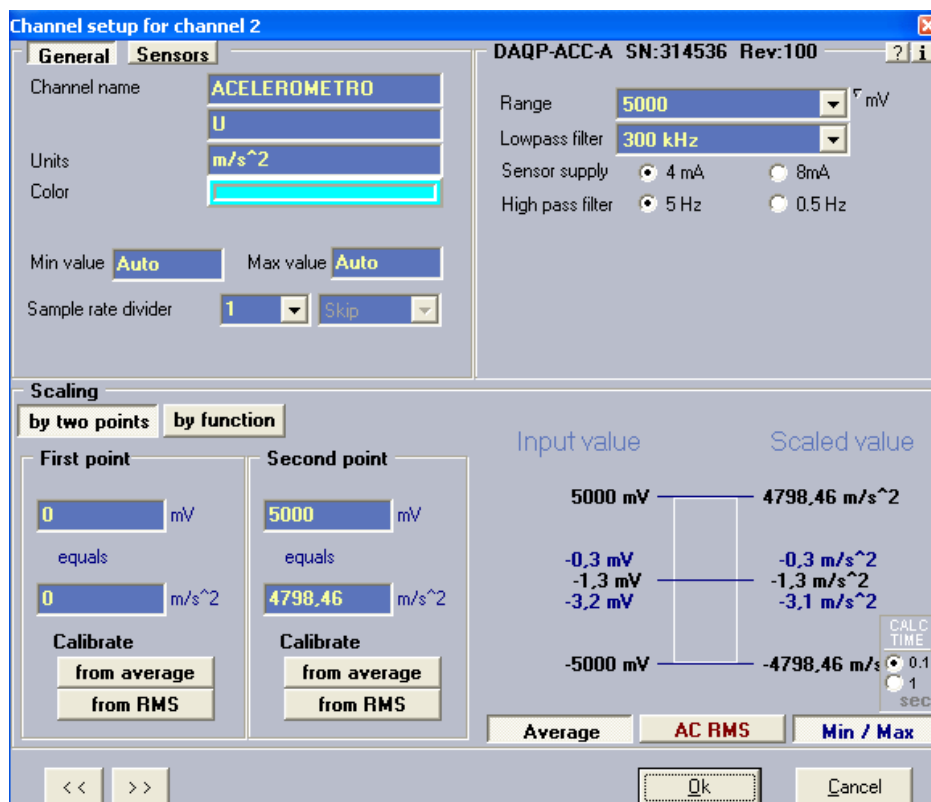 Channel setup for channel 2
General Sensors
Channel name ACELEROMETRO
U
Units m/s^2
Color
Min value Auto Max value Auto
Sample rate divider 1 Skip
DAQP-ACC-A SN:314536 Rev:100 ? i
Range 5000 mV
Lowpass filter 300 kHz
Sensor supply 4 mA 8mA
High pass filter 5 Hz 0.5 Hz
Scaling
by two points by function
First point
0 mV
equals
0 m/s^2
Calibrate
from average
from RMS
Second point
5000 mV
equals
4798,46 m/s^2
Calibrate
from average
from RMS
Input value Scaled value
5000 mV 4798,46 m/s^2
-0,3 mV -0,3 m/s^2
-1,3 mV -1,3 m/s^2
-3,2 mV -3,1 m/s^2
-5000 mV -4798,46 m/s
CALC
TIME
0.1
1
sec
Average AC RMS Min / Max
<< >> Ok Cancel